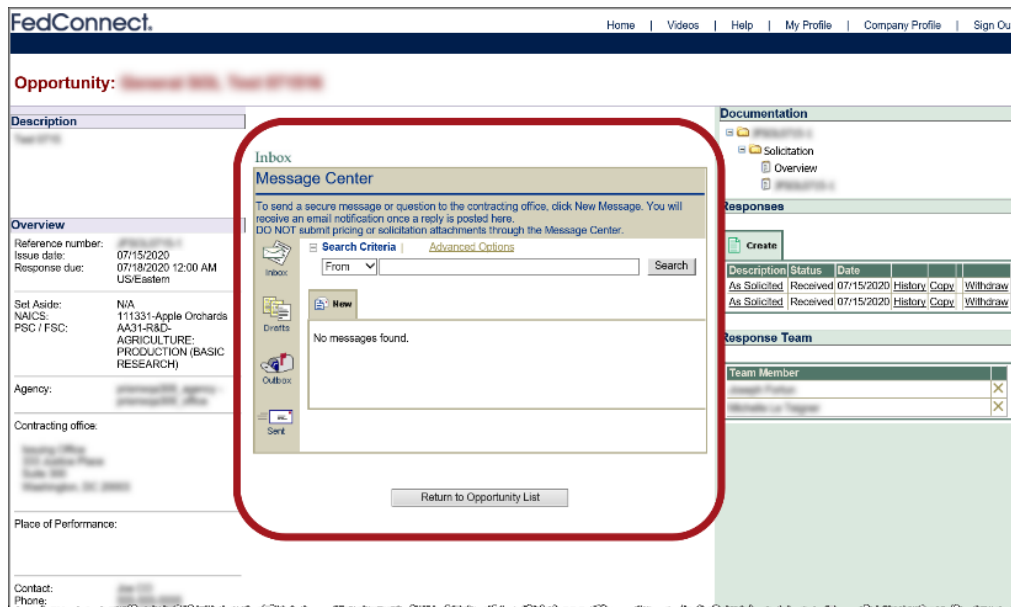 FedConnect.
Home | Videos | Help | My Profile | Company Profile | Sign Ou
Opportunity:
Description
Overview
Reference number:
Issue date: 07/15/2020
Response due: 07/18/2020 12:00 AM
US/Eastern
Set Aside: N/A
NAICS: 111331-Apple Orchards
PSC / FSC: AA31-R&D-
AGRICULTURE:
PRODUCTION (BASIC
RESEARCH)
Agency:
Contracting office:
Place of Performance:
Contact:
Phone:
Inbox
Message Center
To send a secure message or question to the contracting office, click New Message. You will
receive an email notification once a reply is posted here.
DO NOT submit pricing or solicitation attachments through the Message Center.
Inbox
Drafts
Outbox
Sent
Search Criteria | Advanced Options
From Search
New
No messages found.
Return to Opportunity List
Documentation
Solicitation
Overview
Responses
Create
Description Status Date
As Solicited Received 07/15/2020 History Copy Withdraw
As Solicited Received 07/15/2020 History Copy Withdraw
Response Team
Team Member